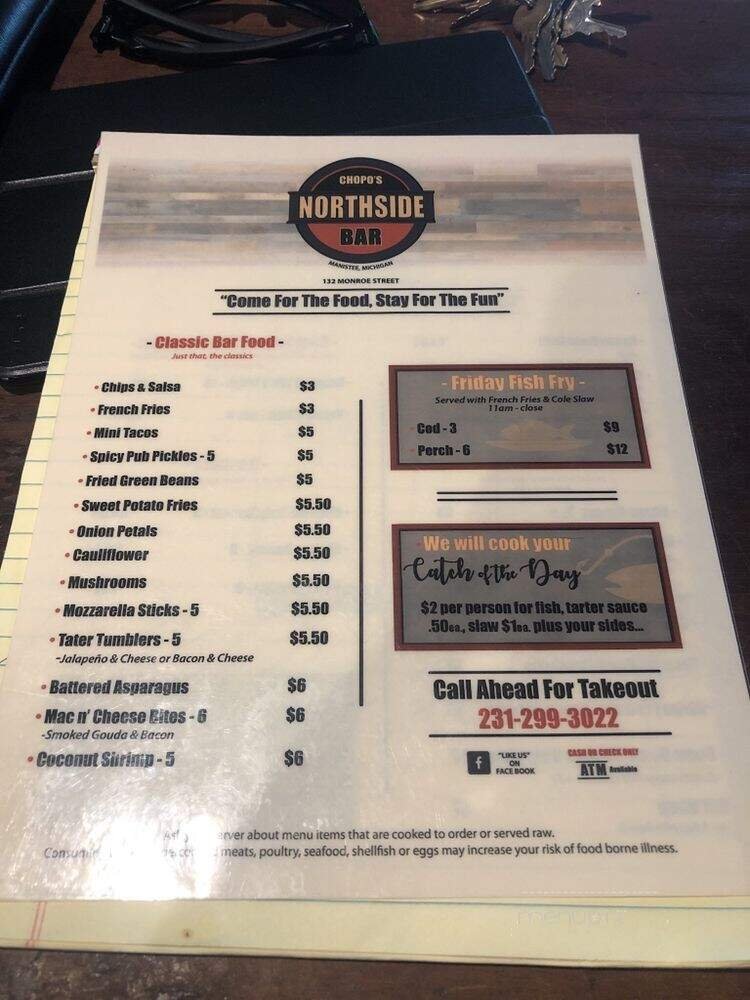 CHOPO'S
NORTHSIDE
BAR
MANISTEE, MICHIGAN
132 MONROE STREET
"Come For The Food, Stay For The Fun"
- Classic Bar Food -
Just that, the classics
• Chips & Salsa $3
• French Fries $3
• Mini Tacos $5
• Spicy Pub Pickles - 5 $5
• Fried Green Beans $5
• Sweet Potato Fries $5.50
• Onion Petals $5.50
• Cauliflower $5.50
• Mushrooms $5.50
• Mozzarella Sticks - 5 $5.50
• Tater Tumblers - 5 $5.50
-Jalapeño & Cheese or Bacon & Cheese
• Battered Asparagus $6
• Mac n' Cheese Bites - 6 $6
-Smoked Gouda & Bacon
• Coconut Shrimp - 5 $6
- Friday Fish Fry -
Served with French Fries & Cole Slaw
11am - close
Cod - 3 $9
Perch - 6 $12
We will cook your
Catch of the Day
$2 per person for fish, tarter sauce
.50ea., slaw $1ea. plus your sides...
Call Ahead For Takeout
231-299-3022
f
"LIKE US"
ON
FACE BOOK
CASH OR CHECK ONLY
ATM Available
about menu items that are cooked to order or served raw.
meats, poultry, seafood, shellfish or eggs may increase your risk of food borne illness.